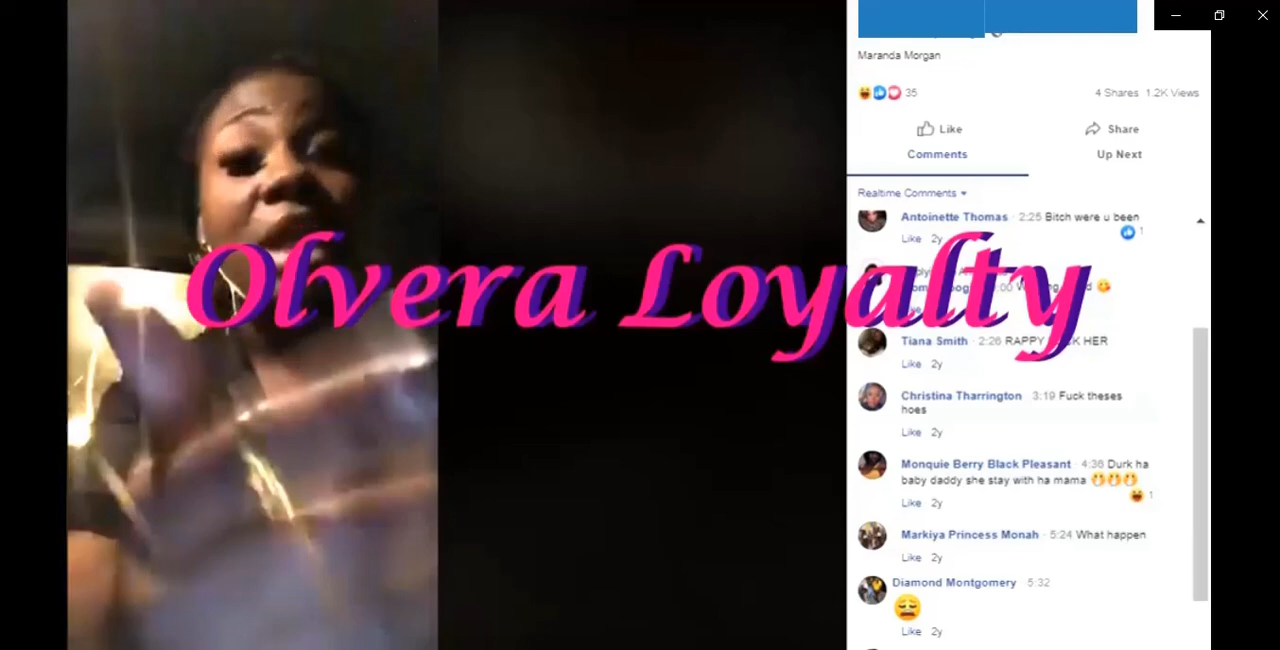 Maranda Morgan
35
4 Shares 1.2K Views
Like
Share
Comments
Up Next
Realtime Comments
Antoinette Thomas · 2:25 Bitch were u been
1
Like 2y
Olvera Loyalty
Tiana Smith · 2:26 RAPPY HER
Like 2y
Christina Tharrington · 3:19 Fuck theses
hoes
Like 2y
Monquie Berry Black Pleasant · 4:36 Durk ha
baby daddy she stay with ha mama
1
Like 2y
Markiya Princess Monah · 5:24 What happen
Like 2y
Diamond Montgomery · 5:32
Like 2y